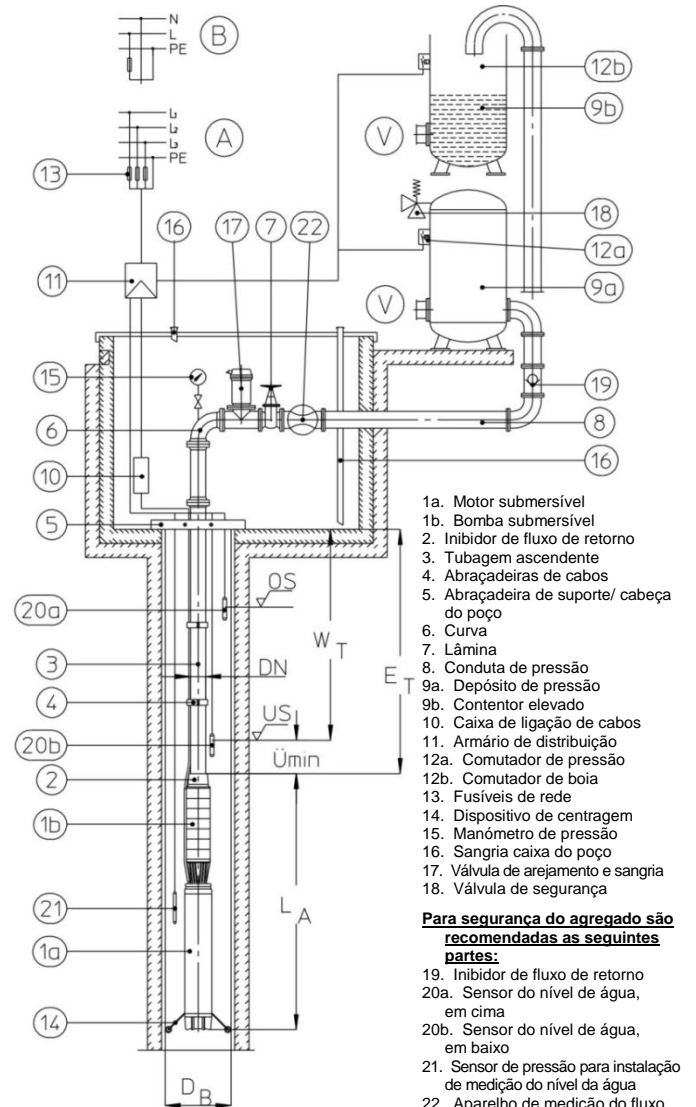 N
L
PE
B
L₁
L₂
L₃
PE
A
13
16
17
7
22
11
15
6
10
5
12b
9b
V
18
12a
9a
V
19
8
16
20a
OS
3
DN
W T
E T
4
US
20b
Ümin
2
1b
21
L A
1a
14
D B
1a. Motor submersível
1b. Bomba submersível
2. Inibidor de fluxo de retorno
3. Tubagem ascendente
4. Abraçadeiras de cabos
5. Abraçadeira de suporte/ cabeça
do poço
6. Curva
7. Lâmina
8. Conduta de pressão
9a. Depósito de pressão
9b. Contentor elevado
10. Caixa de ligação de cabos
11. Armário de distribuição
12a. Comutador de pressão
12b. Comutador de boia
13. Fusíveis de rede
14. Dispositivo de centragem
15. Manómetro de pressão
16. Sangria caixa do poço
17. Válvula de arejamento e sangria
18. Válvula de segurança
Para segurança do agregado são
recomendadas as seguintes
partes:
19. Inibidor de fluxo de retorno
20a. Sensor do nível de água,
em cima
20b. Sensor do nível de água,
em baixo
21. Sensor de pressão para instalação
de medição do nível da água
22. Aparelho de medição do fluxo